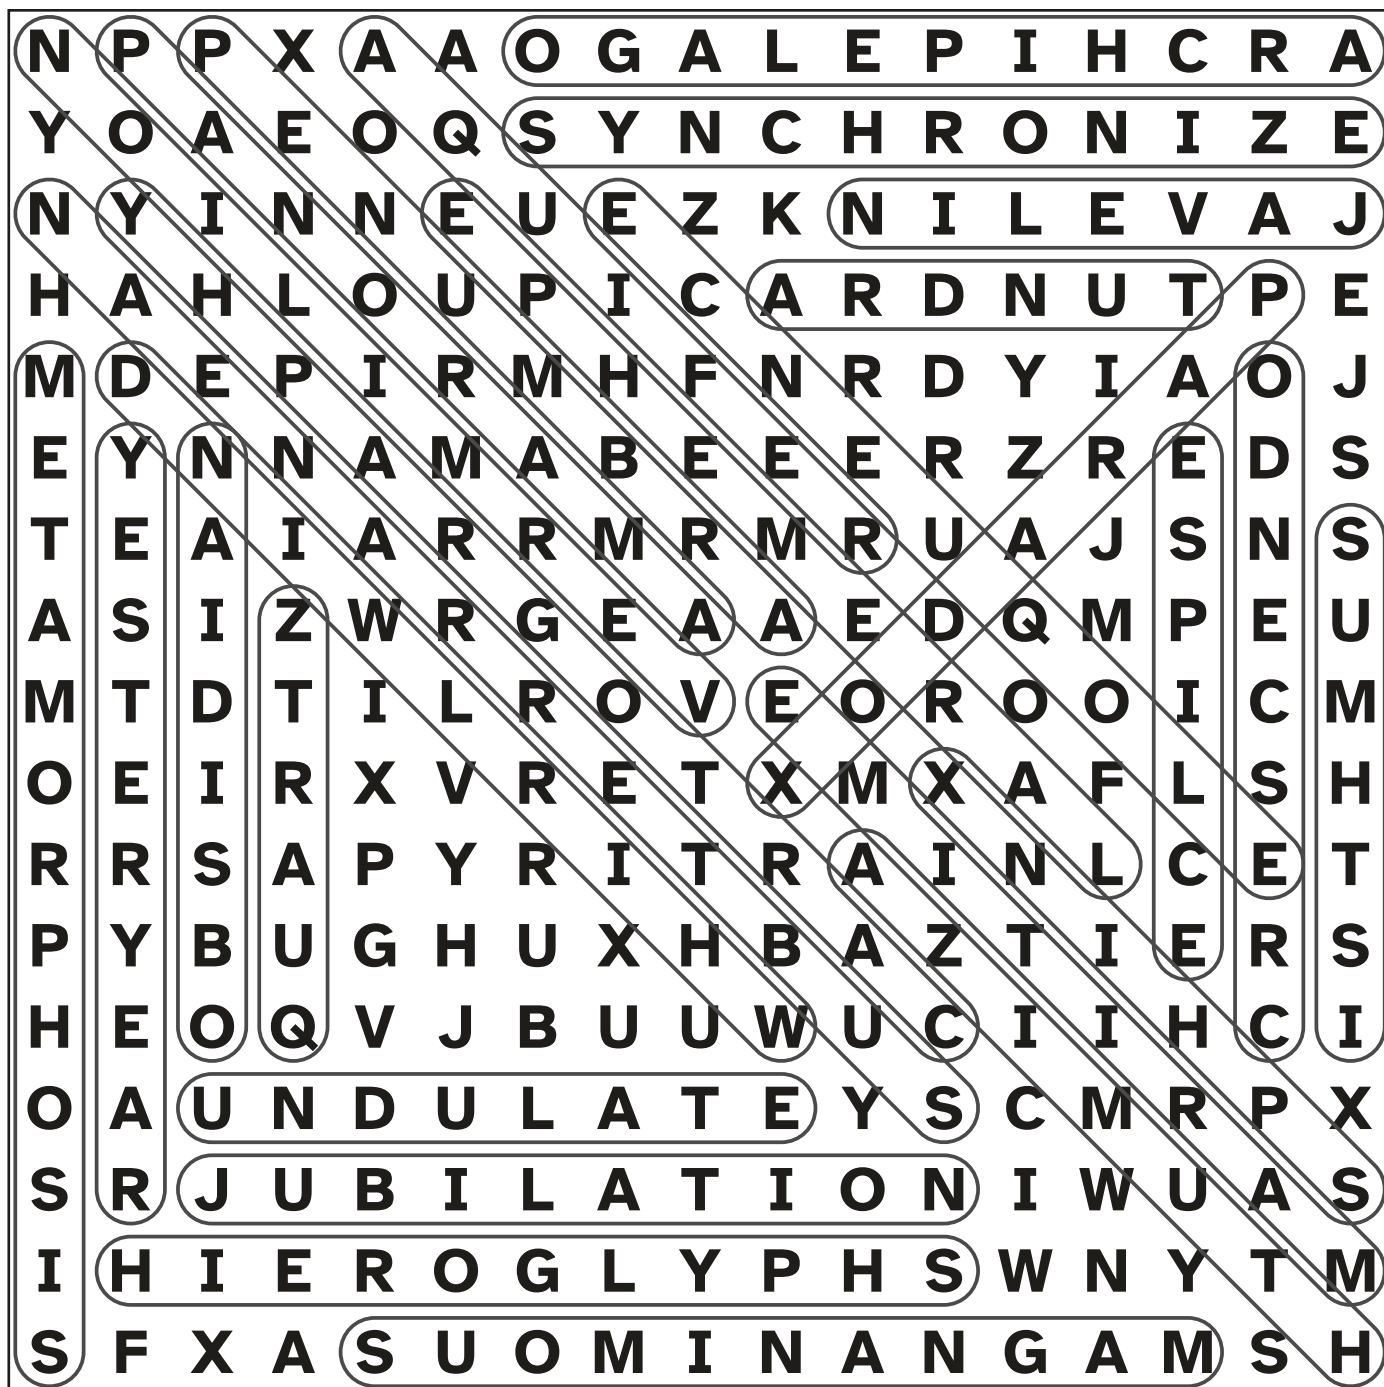 N P P X A A O G A L E P I H C R A
Y O A E O Q S Y N C H R O N I Z E
N Y I N N E U E Z K N I L E V A J
H A H L O U P I C A R D N U T P E
M D E P I R M H F N R D Y I A O J
E Y N N A M A B E E E R Z R E D S
T E A I A R R M R M R U A J S N S
A S I Z W R G E A A E D Q M P E U
M T D T I L R O V E O R O O I C M
O E I R X V R E T X M X A F L S H
R R S A P Y R I T R A I N L C E T
P Y B U G H U X H B A Z T I E R S
H E O Q V J B U U W U C I I H C I
O A U N D U L A T E Y S C M R P X
S R J U B I L A T I O N I W U A S
I H I E R O G L Y P H S W N Y T M
S F X A S U O M I N A N G A M S H